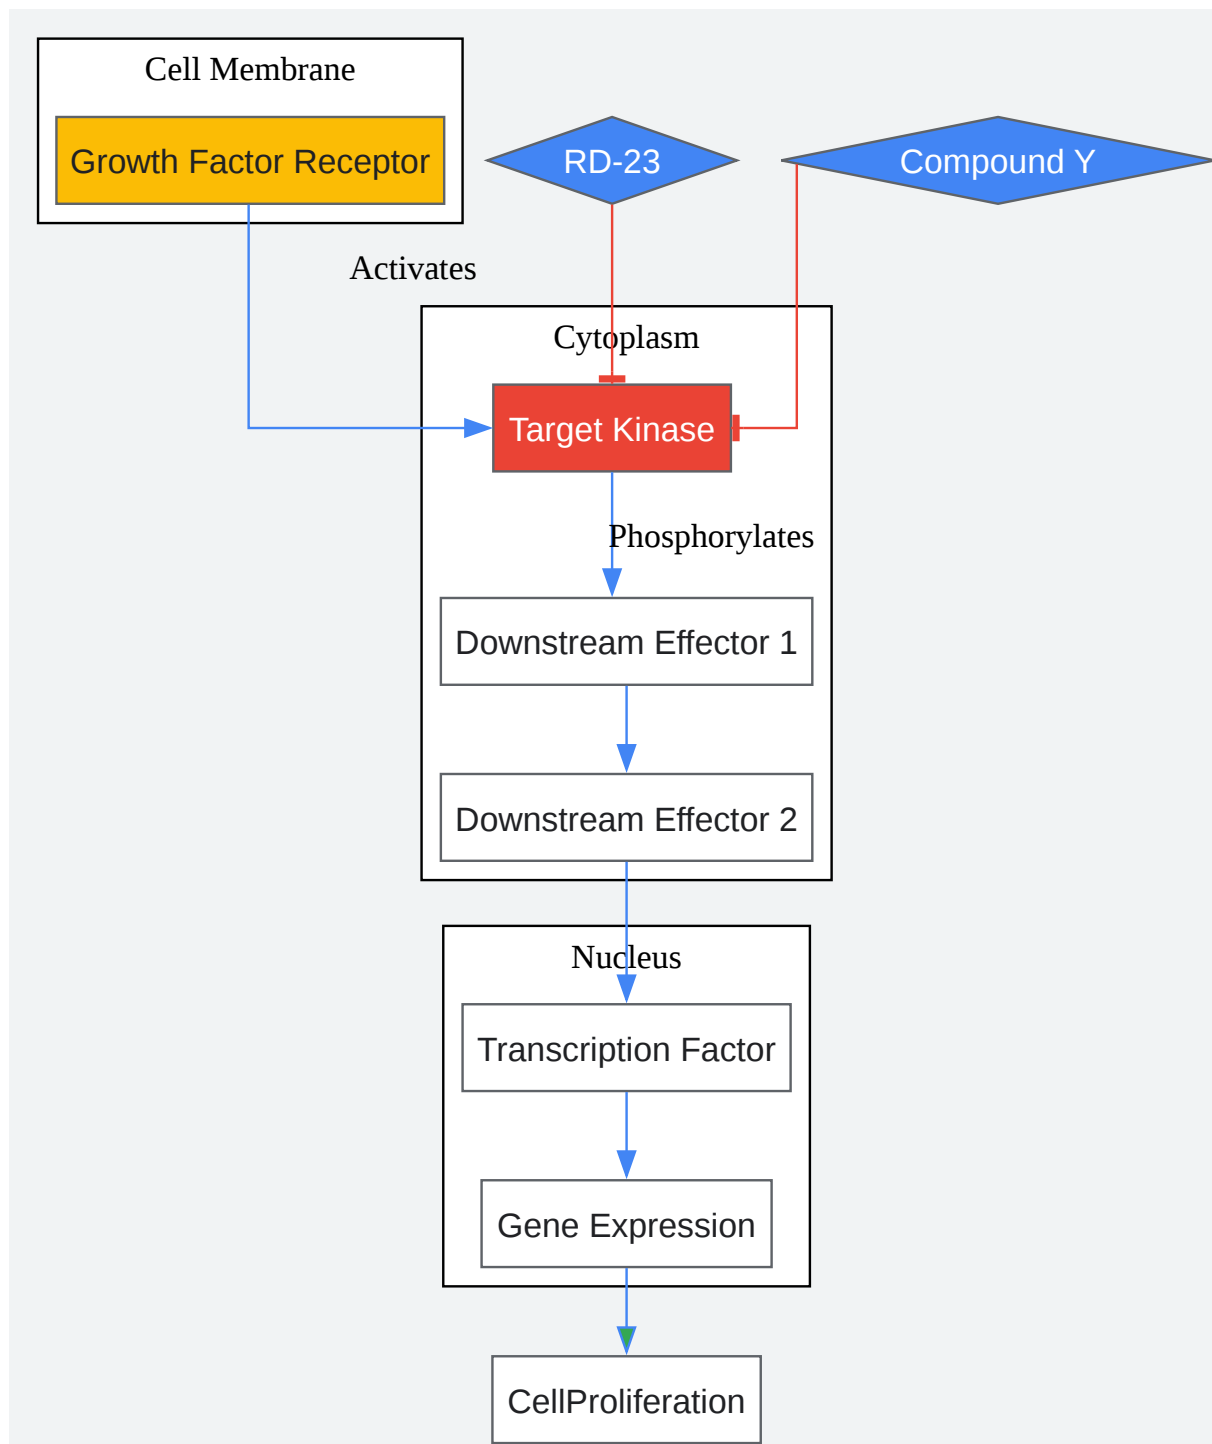 Cell Membrane
Growth Factor Receptor
RD-23
Compound Y
Activates
Cytoplasm
Target Kinase
Phosphorylates
Downstream Effector 1
Downstream Effector 2
Nucleus
Transcription Factor
Gene Expression
CellProliferation